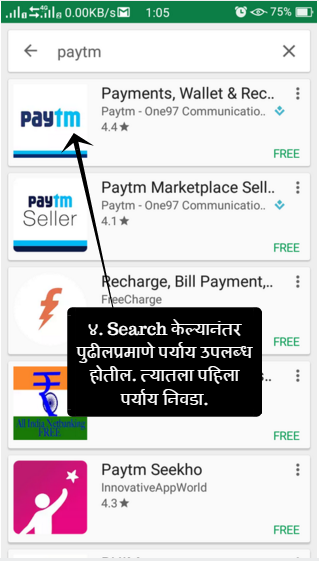 4G 0.00KB/s 1:05 75%
paytm
paytm
Payments, Wallet & Rec..
Paytm - One97 Communicatio..
4.4★
FREE
paytm
Seller
Paytm Marketplace Sell..
Paytm - One97 Communicatio..
4.1★
FREE
Recharge, Bill Payment,..
FreeCharge
FREE
४. Search केल्यानंतर
पुढीलप्रमाणे पर्याय उपलब्ध
होतील. त्यातला पहिला
पर्याय निवडा.
All India Netbanking
FREE
FREE
Paytm Seekho
InnovativeAppWorld
4.3★
FREE